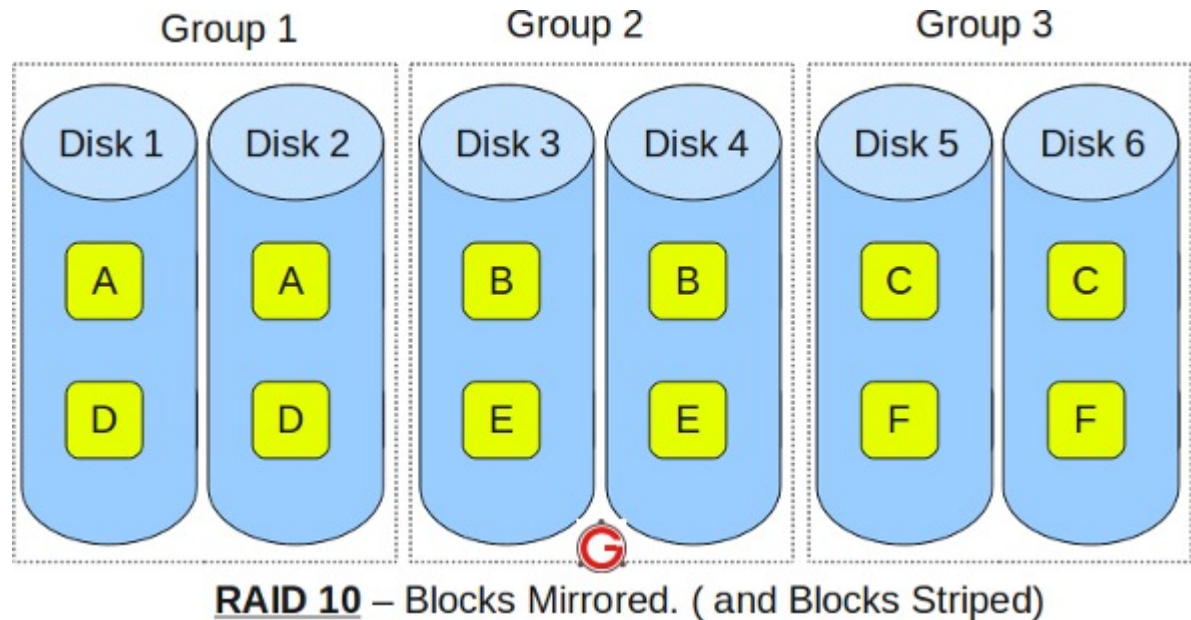 Group 1 Group 2 Group 3
Disk 1 Disk 2 Disk 3 Disk 4 Disk 5 Disk 6
A A B B C C
D D E E F F
G
RAID 10 – Blocks Mirrored. ( and Blocks Striped)